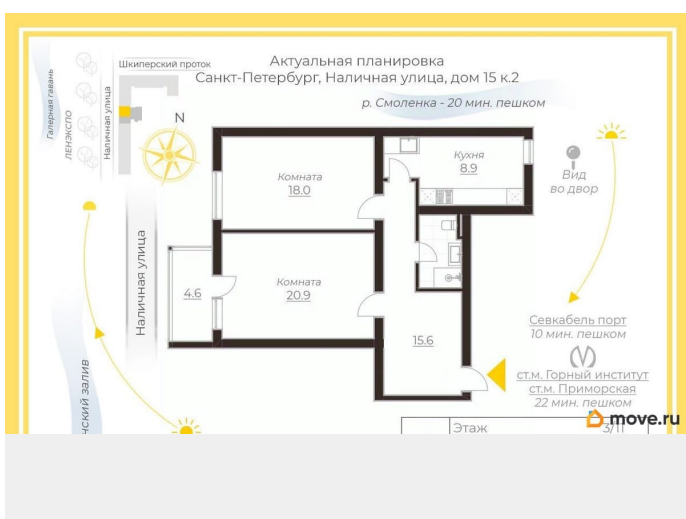 Актуальная планировка
Санкт-Петербург, Наличная улица, дом 15 к.2
Шкиперский проток
Галерная гавань
ЛЕНЭКСПО
Наличная улица
р. Смоленка - 20 мин. пешком
N
Комната
18.0
Кухня
8.9
Вид
во двор
Наличная улица
4.6
Комната
20.9
15.6
Севкабель порт
10 мин. пешком
ст.м. Горный институт
ст.м. Приморская
22 мин. пешком
залив
Этаж
3/11
move.ru